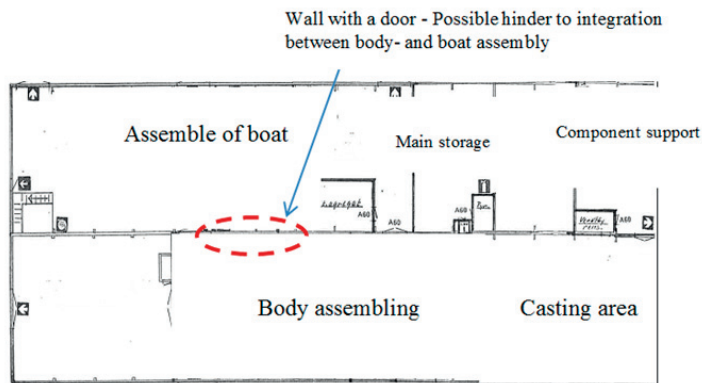 Wall with a door - Possible hinder to integration
between body- and boat assembly
Assemble of boat
Main storage
Component support
A60
A60
A60
A60
Body assembling
Casting area